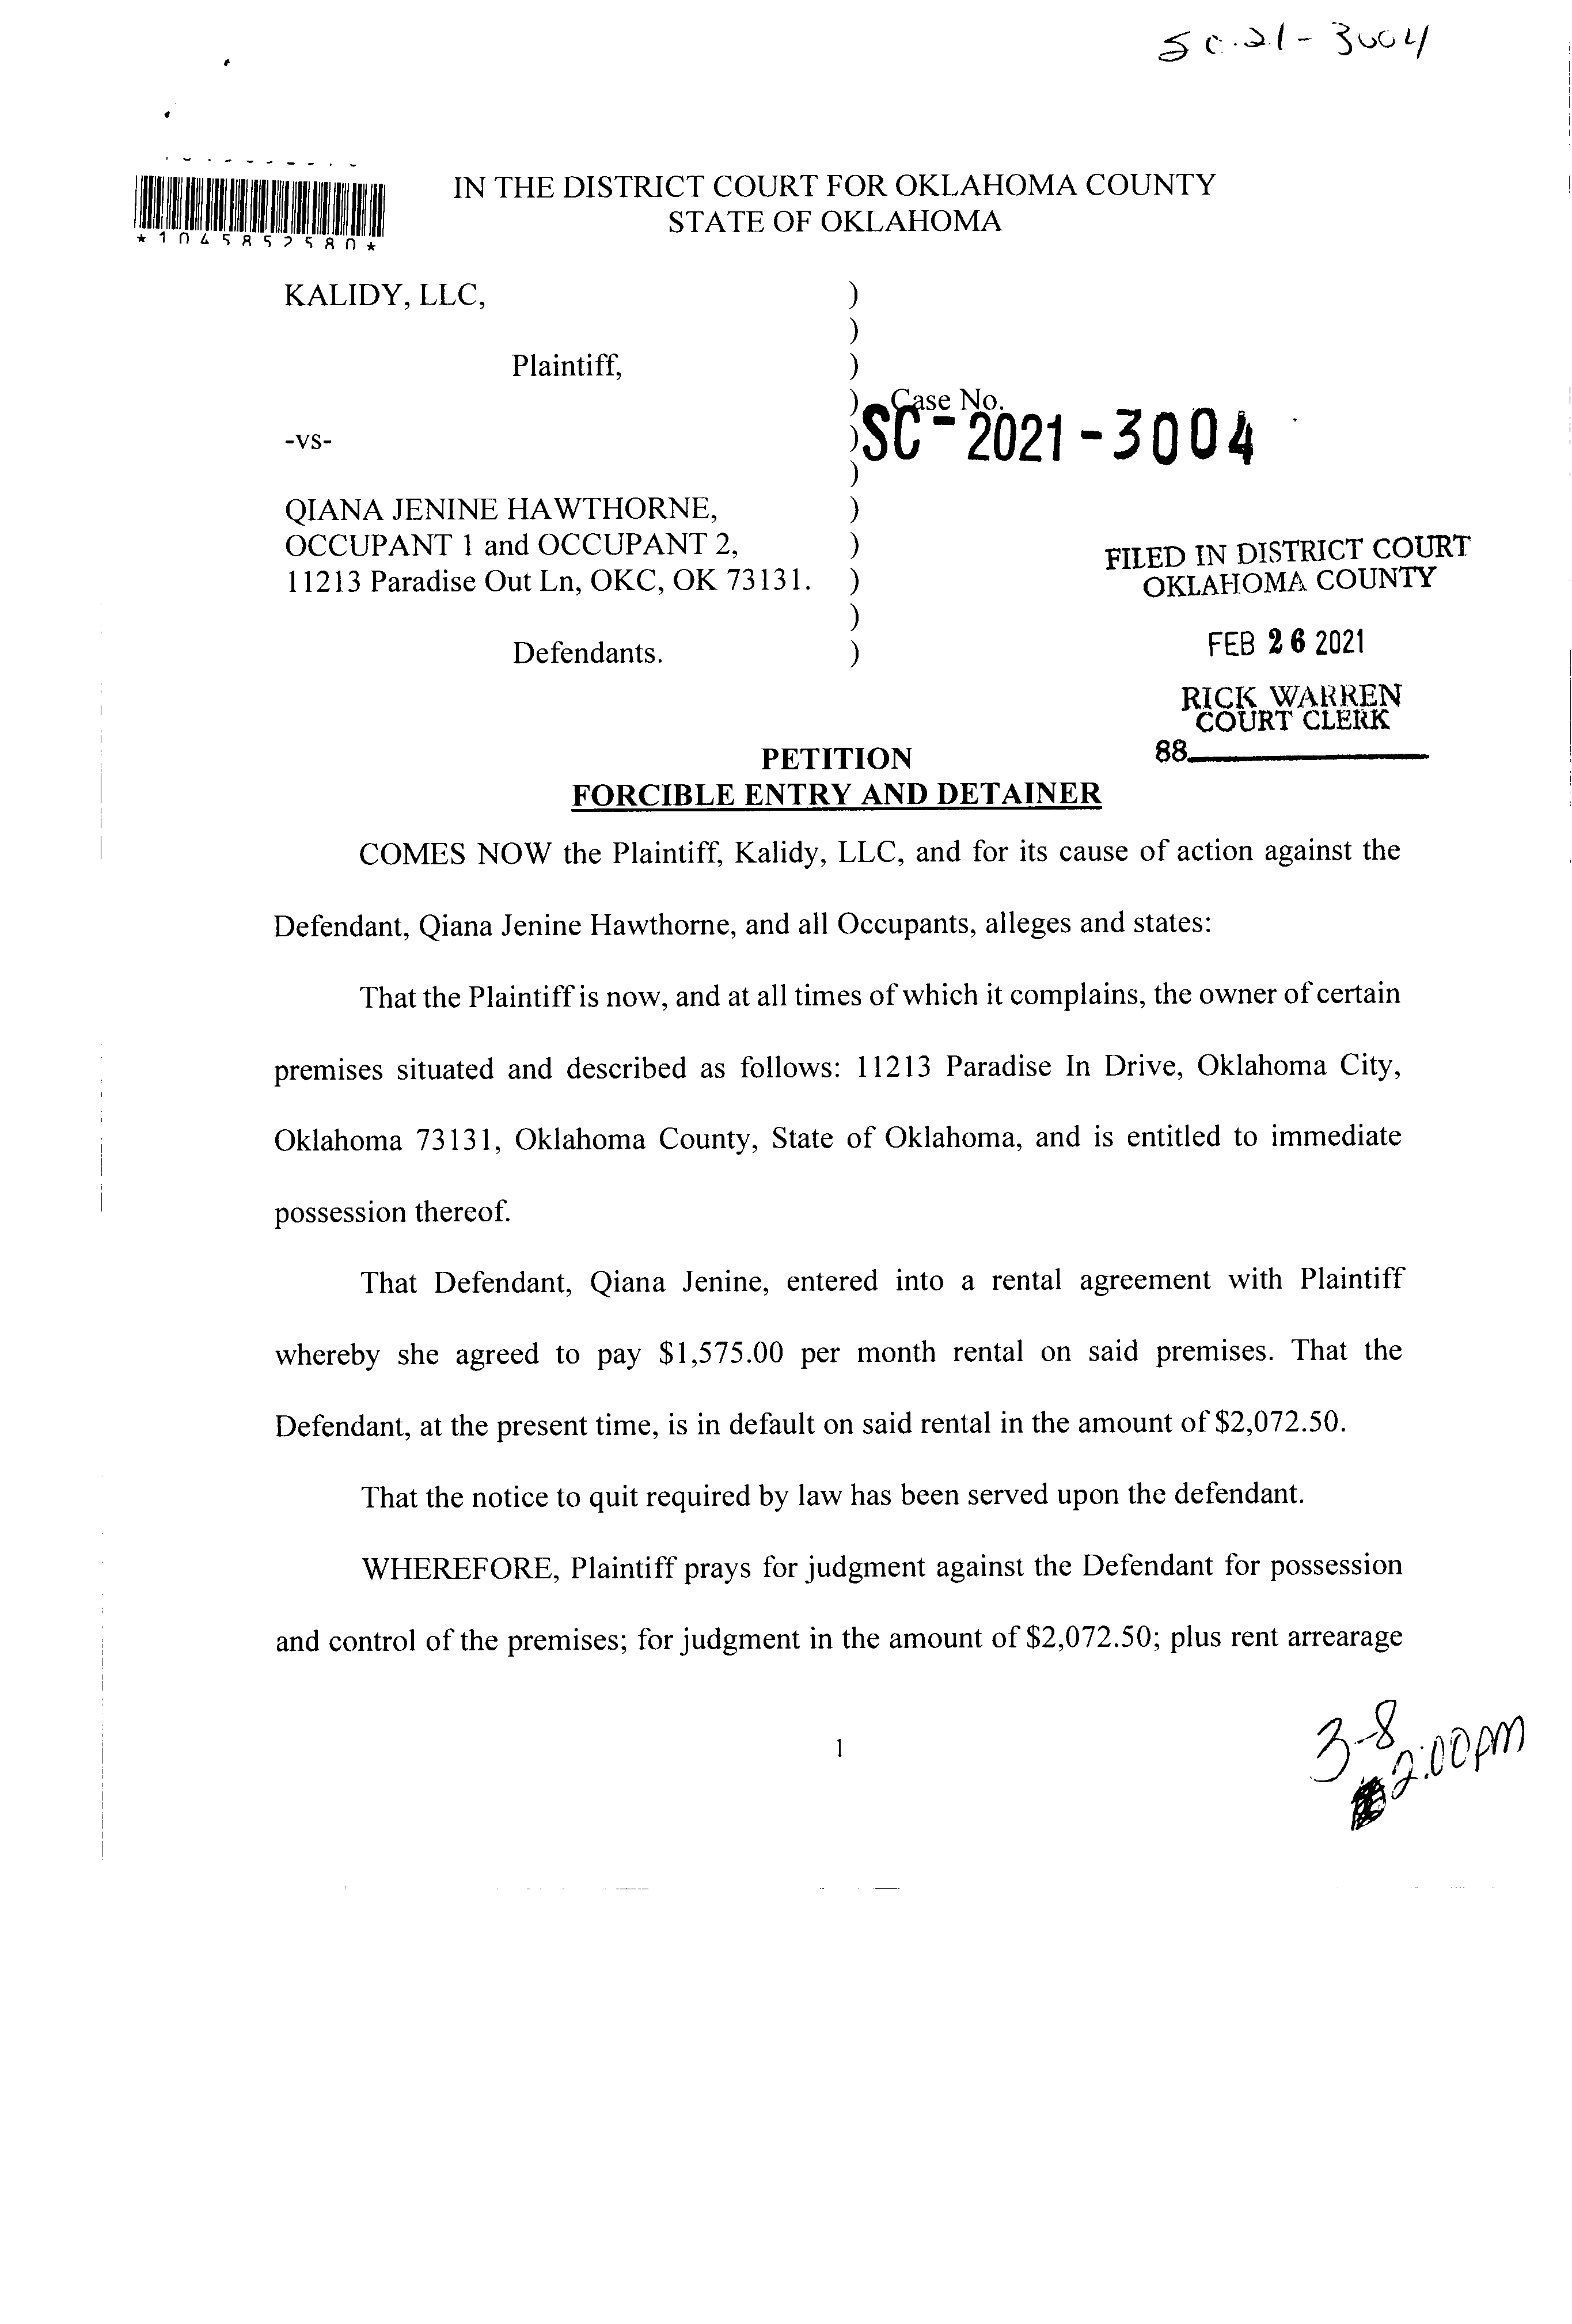 SC-21-3004
IN THE DISTRICT COURT FOR OKLAHOMA COUNTY
STATE OF OKLAHOMA
*1045852580*
KALIDY, LLC, )
)
Plaintiff, )
) Case No.
-vs- ) SC-2021-3004
)
QIANA JENINE HAWTHORNE, )
OCCUPANT 1 and OCCUPANT 2, )
11213 Paradise Out Ln, OKC, OK 73131. )
)
Defendants. )
FILED IN DISTRICT COURT
OKLAHOMA COUNTY
FEB 26 2021
RICK WARREN
COURT CLERK
88
PETITION
FORCIBLE ENTRY AND DETAINER
COMES NOW the Plaintiff, Kalidy, LLC, and for its cause of action against the
Defendant, Qiana Jenine Hawthorne, and all Occupants, alleges and states:
That the Plaintiff is now, and at all times of which it complains, the owner of certain
premises situated and described as follows: 11213 Paradise In Drive, Oklahoma City,
Oklahoma 73131, Oklahoma County, State of Oklahoma, and is entitled to immediate
possession thereof.
That Defendant, Qiana Jenine, entered into a rental agreement with Plaintiff
whereby she agreed to pay $1,575.00 per month rental on said premises. That the
Defendant, at the present time, is in default on said rental in the amount of $2,072.50.
That the notice to quit required by law has been served upon the defendant.
WHEREFORE, Plaintiff prays for judgment against the Defendant for possession
and control of the premises; for judgment in the amount of $2,072.50; plus rent arrearage
1
3-8
2:00pm